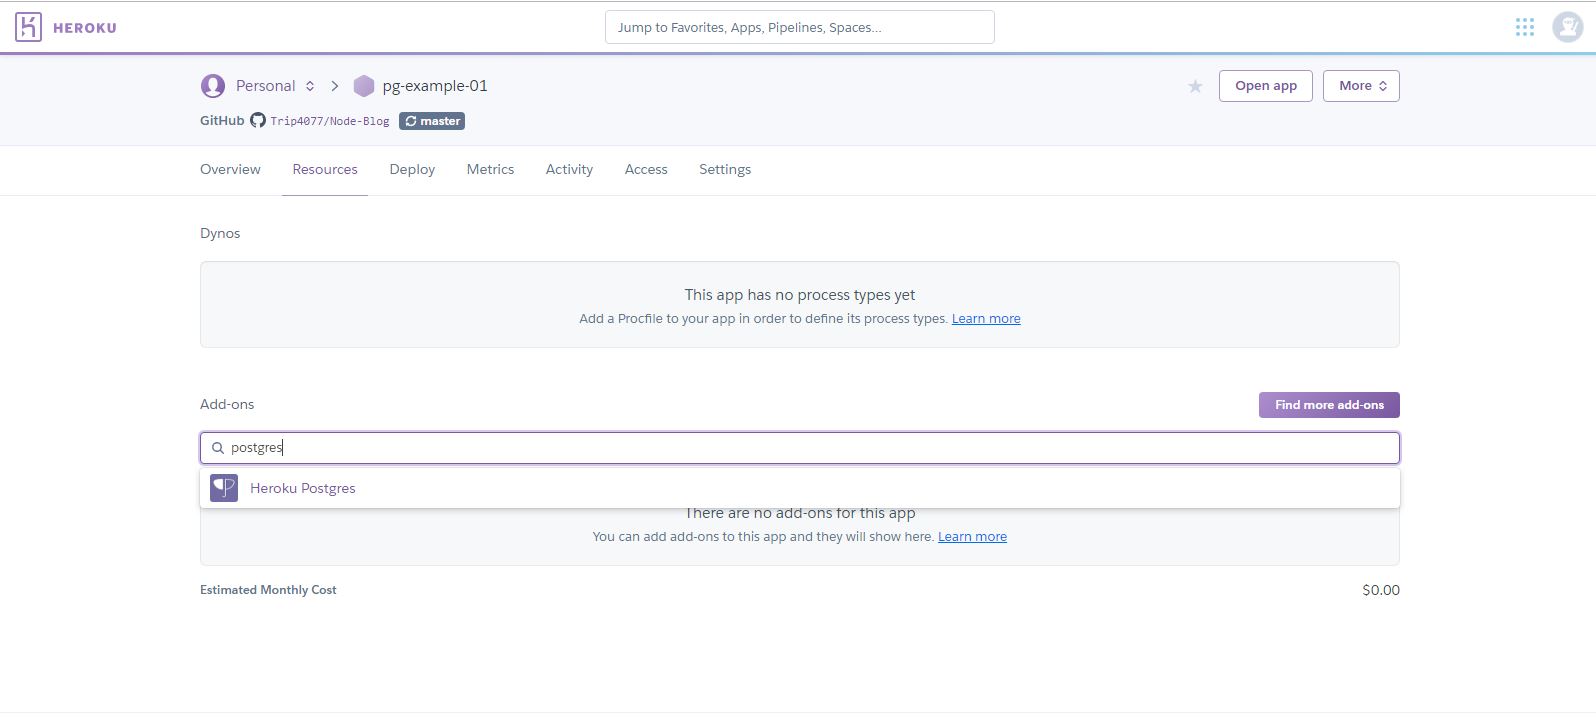 HEROKU
Jump to Favorites, Apps, Pipelines, Spaces...
Personal
pg-example-01
Open app
More
GitHub Trip4077/Node-Blog master
Overview Resources Deploy Metrics Activity Access Settings
Dynos
This app has no process types yet
Add a Procfile to your app in order to define its process types. Learn more
Add-ons
Find more add-ons
postgres
Heroku Postgres
There are no add-ons for this app
You can add add-ons to this app and they will show here. Learn more
Estimated Monthly Cost
$0.00